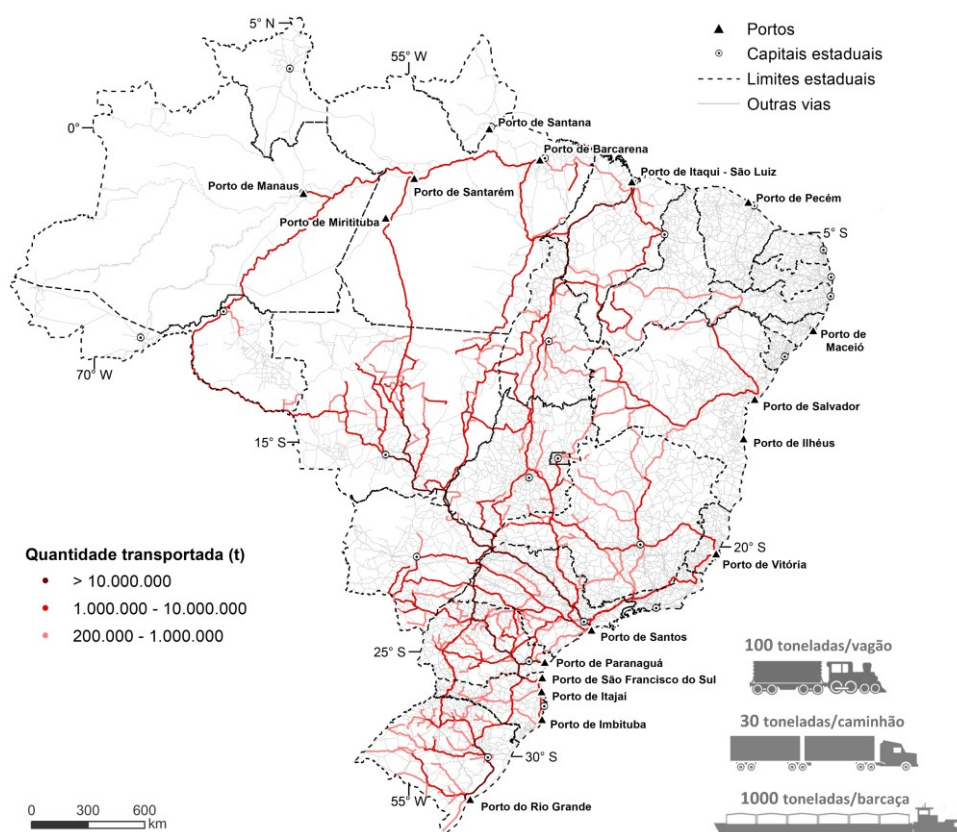 5° N
55° W
Portos
Capitais estaduais
Limites estaduais
Outras vias
0°
Porto de Santana
Porto de Barcarena
Porto de Itaqui - São Luiz
Porto de Manaus
Porto de Santarém
Porto de Pecém
Porto de Miritituba
5° S
70° W
Porto de
Maceió
Porto de Salvador
15° S
Porto de Ilhéus
Quantidade transportada (t)
> 10.000.000
1.000.000 - 10.000.000
200.000 - 1.000.000
20° S
Porto de Vitória
Porto de Santos
25° S
100 toneladas/vagão
Porto de Paranaguá
Porto de São Francisco do Sul
Porto de Itajaí
Porto de Imbituba
30 toneladas/caminhão
30° S
55° W
Porto do Rio Grande
1000 toneladas/barcaça
0 300 600
km